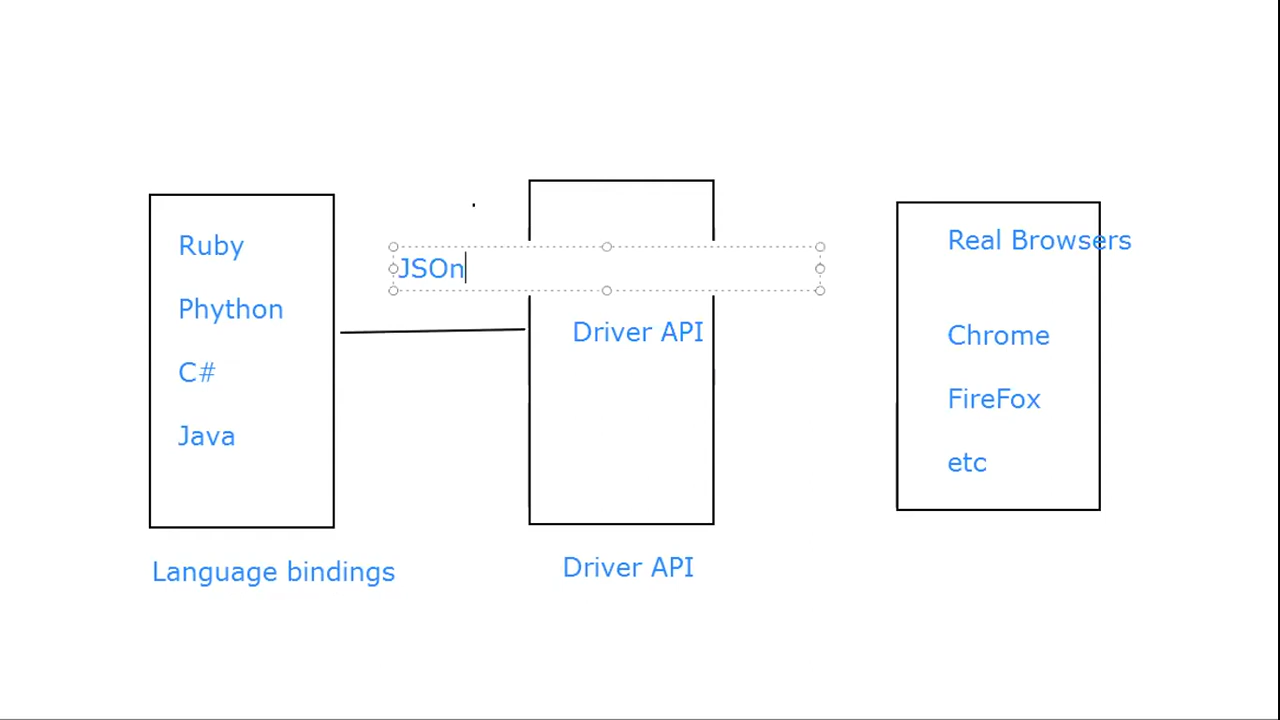 Ruby
Phython
C#
Java
Language bindings
JSOn
Driver API
Driver API
Real Browsers
Chrome
FireFox
etc